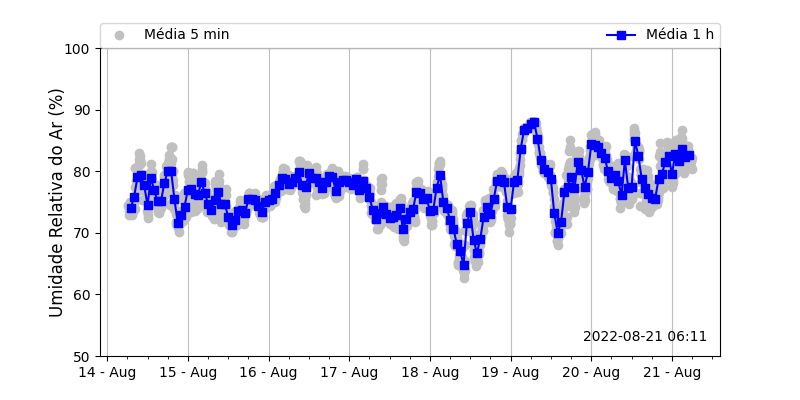 Média 5 min
Média 1 h
Umidade Relativa do Ar (%)
100
90
80
70
60
50
2022-08-21 06:11
14 - Aug
15 - Aug
16 - Aug
17 - Aug
18 - Aug
19 - Aug
20 - Aug
21 - Aug